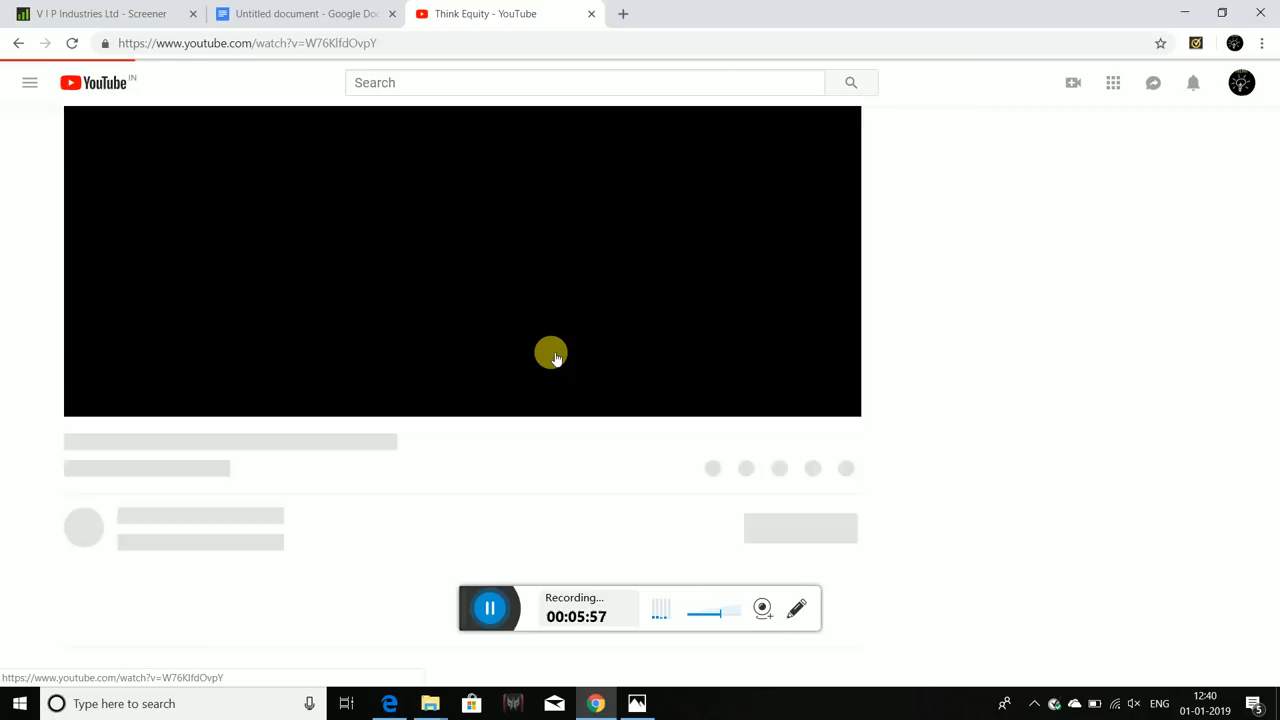 V I P Industries Ltd - Screener
Untitled document - Google Do
Think Equity - YouTube
https://www.youtube.com/watch?v=W76KlfdOvpY
YouTube IN
Search
Recording...
00:05:57
https://www.youtube.com/watch?v=W76KlfdOvpY
Type here to search
ENG
12:40
01-01-2019
5